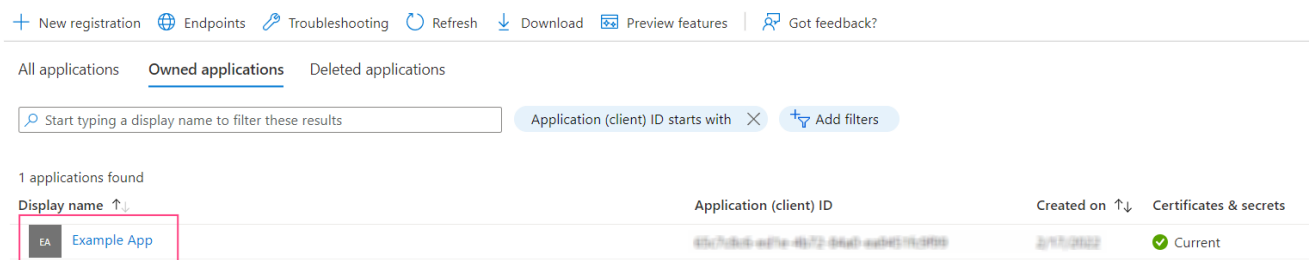 New registration Endpoints Troubleshooting Refresh Download Preview features Got feedback?
All applications Owned applications Deleted applications
Start typing a display name to filter these results Application (client) ID starts with Add filters
1 applications found
Display name Application (client) ID Created on Certificates & secrets
EA Example App Current